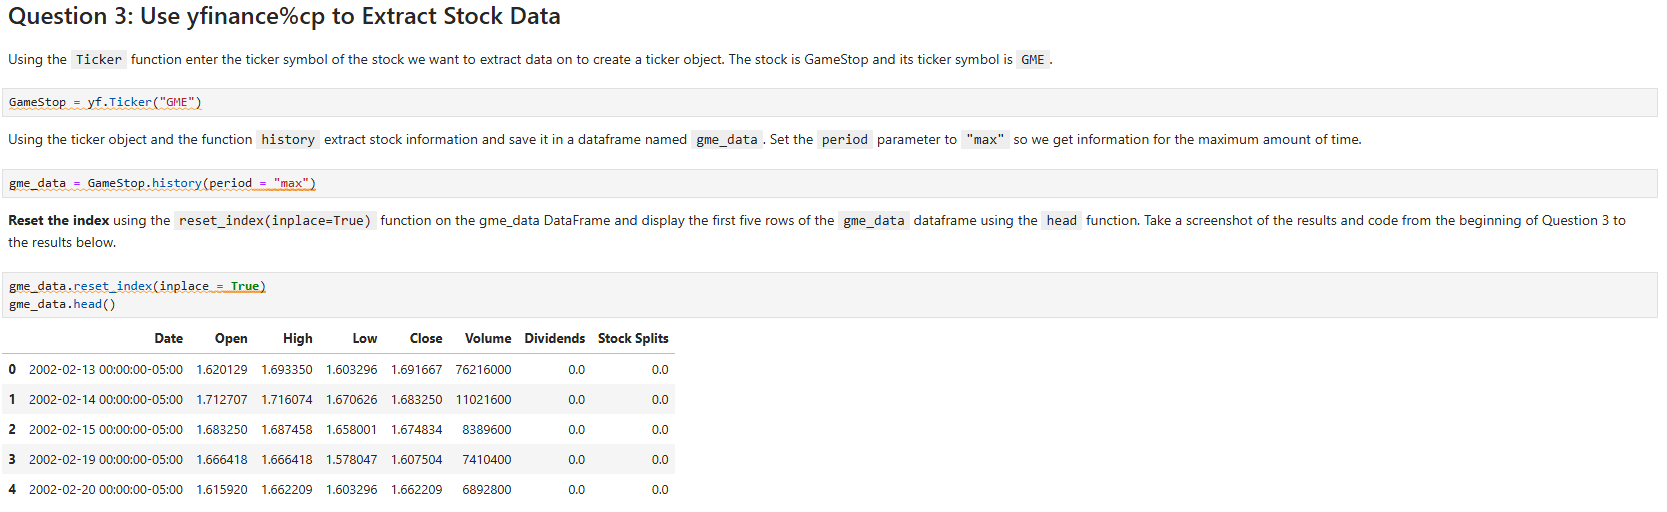 Question 3: Use yfinance%cp to Extract Stock Data
Using the Ticker function enter the ticker symbol of the stock we want to extract data on to create a ticker object. The stock is GameStop and its ticker symbol is GME .
GameStop = yf.Ticker("GME")
Using the ticker object and the function history extract stock information and save it in a dataframe named gme_data . Set the period parameter to "max" so we get information for the maximum amount of time.
gme_data = GameStop.history(period = "max")
Reset the index using the reset_index(inplace=True) function on the gme_data DataFrame and display the first five rows of the gme_data dataframe using the head function. Take a screenshot of the results and code from the beginning of Question 3 to
the results below.
gme_data.reset_index(inplace = True)
gme_data.head()
Date Open High Low Close Volume Dividends Stock Splits
0 2002-02-13 00:00:00-05:00 1.620129 1.693350 1.603296 1.691667 76216000 0.0 0.0
1 2002-02-14 00:00:00-05:00 1.712707 1.716074 1.670626 1.683250 11021600 0.0 0.0
2 2002-02-15 00:00:00-05:00 1.683250 1.687458 1.658001 1.674834 8389600 0.0 0.0
3 2002-02-19 00:00:00-05:00 1.666418 1.666418 1.578047 1.607504 7410400 0.0 0.0
4 2002-02-20 00:00:00-05:00 1.615920 1.662209 1.603296 1.662209 6892800 0.0 0.0